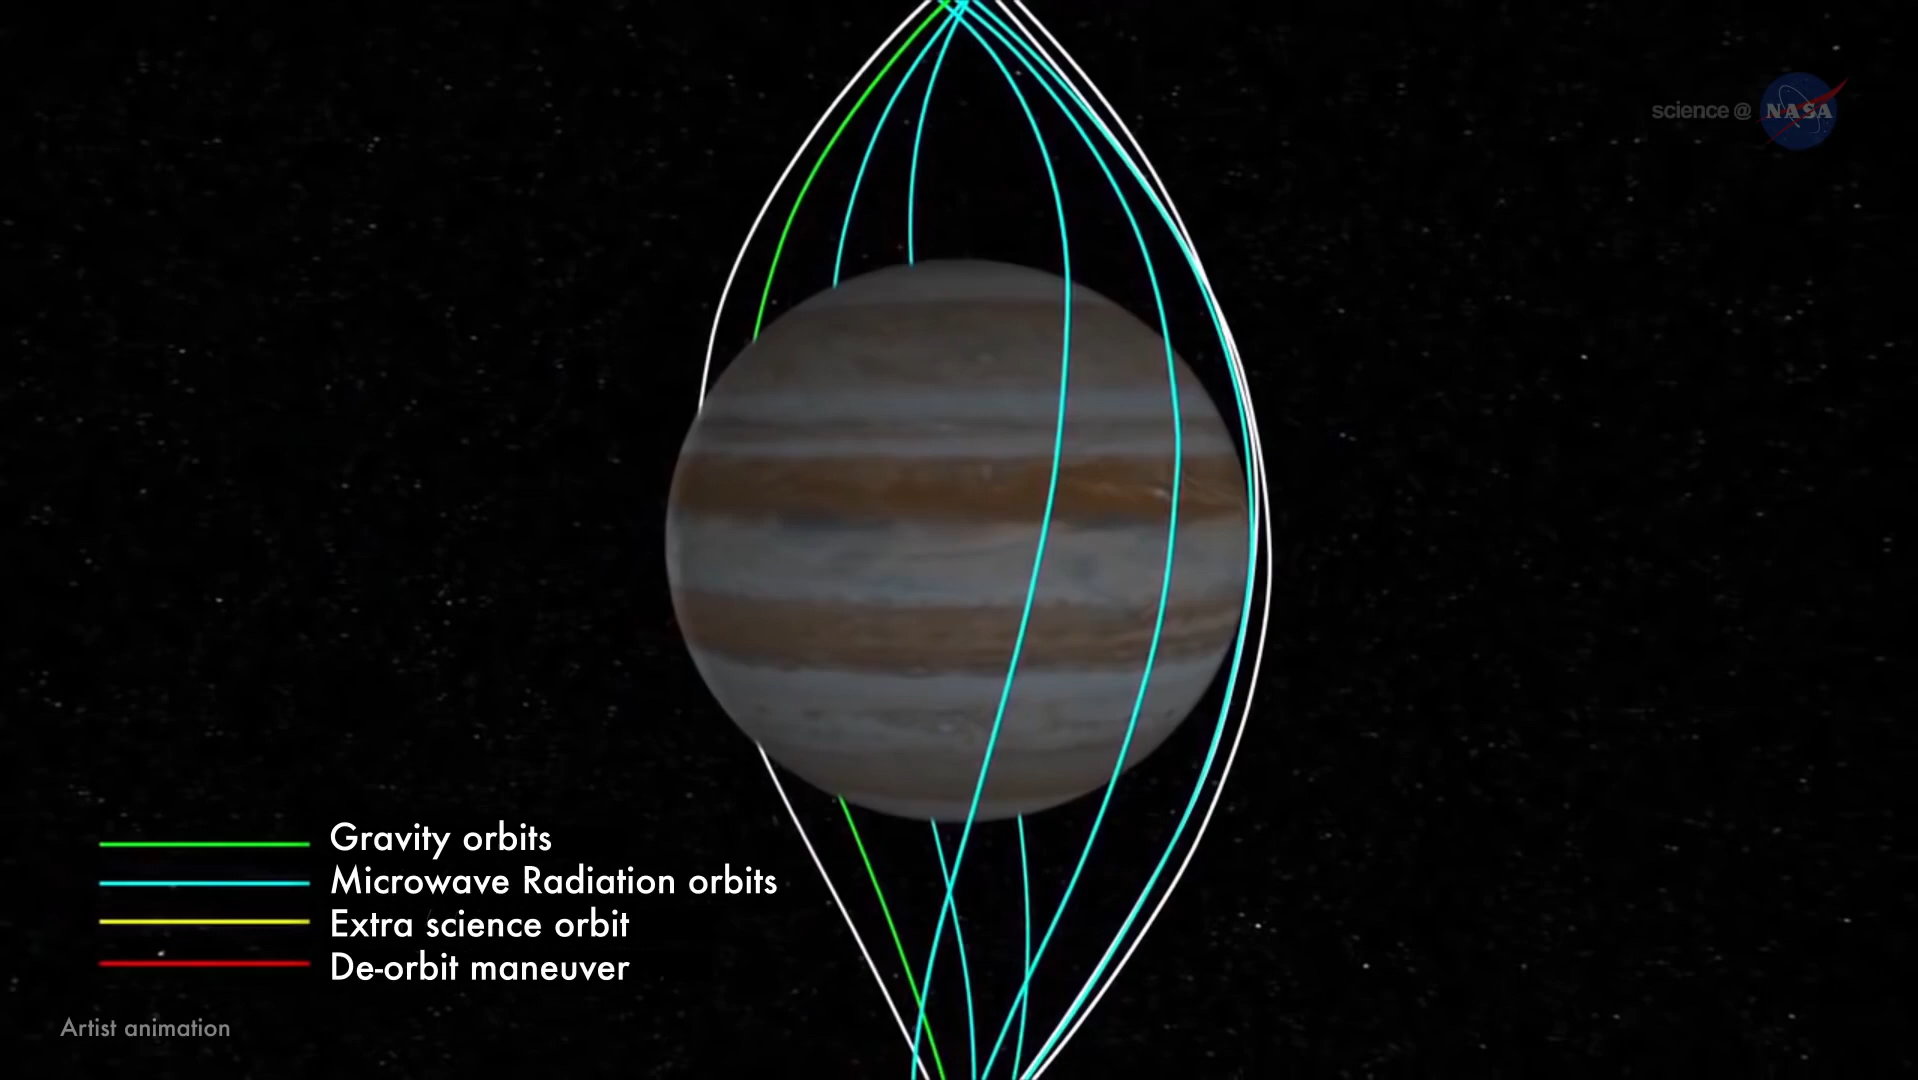 science @ NASA
Gravity orbits
Microwave Radiation orbits
Extra science orbit
De-orbit maneuver
Artist animation